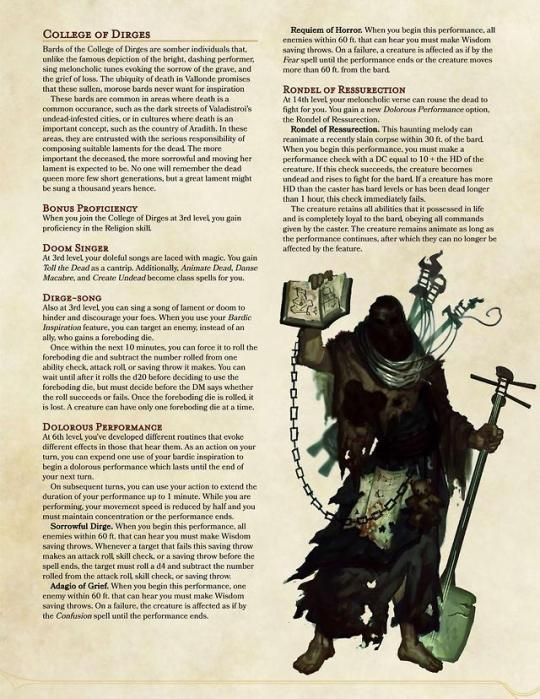 College of Dirges
Bards of the College of Dirges are somber individuals that,
unlike the famous depiction of the bright, dashing performer,
sing meloncholic tunes evoking the sorrow of the grave, and
the grief of loss. The ubiquity of death in Vallonde promises
that these sullen, morose bards never want for inspiration
These bards are common in areas where death is a
common occurance, such as the dark streets of Valadistroi's
undead-infested cities, or in cultures where death is an
important concept, such as the country of Aradith. In these
areas, they are entrusted with the serious responsibility of
composing suitable laments for the dead. The more
important the deceased, the more sorrowful and moving her
lament is expected to be. No one will remember the dead
queen more few short generations, but a great lament might
be sung a thousand years hence.
Bonus Proficiency
When you join the College of Dirges at 3rd level, you gain
proficiency in the Religion skill.
Doom Singer
At 3rd level, your doleful songs are laced with magic. You gain
Toll the Dead as a cantrip. Additionally, Animate Dead, Danse
Macabre, and Create Undead become class spells for you.
Dirge-song
Also at 3rd level, you can sing a song of lament or doom to
hinder and discourage your foes. When you use your Bardic
Inspiration feature, you can target an enemy, instead of an
ally, who gains a foreboding die.
Once within the next 10 minutes, you can force it to roll the
foreboding die and subtract the number rolled from one
ability check, attack roll, or saving throw it makes. You can
wait until after it rolls the d20 before deciding to use the
foreboding die, but must decide before the DM says whether
the roll succeeds or fails. Once the foreboding die is rolled, it
is lost. A creature can have only one foreboding die at a time.
Dolorous Performance
At 6th level, you've developed different routines that evoke
different effects in those that hear them. As an action on your
turn, you can expend one use of your bardic inspiration to
begin a dolorous performance which lasts until the end of
your next turn.
On subsequent turns, you can use your action to extend the
duration of your performance up to 1 minute. While you are
performing, your movement speed is reduced by half and you
must maintain concentration or the performance ends.
Sorrowful Dirge. When you begin this performance, all
enemies within 60 ft. that can hear you must make Wisdom
saving throws. Whenever a target that fails this saving throw
makes an attack roll, skill check, or a saving throw before the
spell ends, the target must roll a d4 and subtract the number
rolled from the attack roll, skill check, or saving throw.
Adagio of Grief. When you begin this performance, one
enemy within 60 ft. that can hear you must make Wisdom
saving throws. On a failure, the creature is affected as if by
the Confusion spell until the performance ends.
Requiem of Horror. When you begin this performance, all
enemies within 60 ft. that can hear you must make Wisdom
saving throws. On a failure, a creature is affected as if by the
Fear spell until the performance ends or the creature moves
more than 60 ft. from the bard.
Rondel of Ressurection
At 14th level, your meloncholic verse can rouse the dead to
fight for you. You gain a new Dolorous Performance option,
the Rondel of Resurrection.
Rondel of Ressurection. This haunting melody can
reanimate a recently slain corpse within 30 ft. of the bard.
When you begin this performance, you must make a
performance check with a DC equal to 10 + the HD of the
creature. If this check succeeds, the creature becomes
undead and rises to fight for the bard. If a creature has more
HD than the caster has bard levels or has been dead longer
than 1 hour, this check immediately fails.
The creature retains all abilities that it possessed in life
and is completely loyal to the bard, obeying all commands
given by the caster. The creature remains animate as long as
the performance continues, after which they can no longer be
affected by the feature.